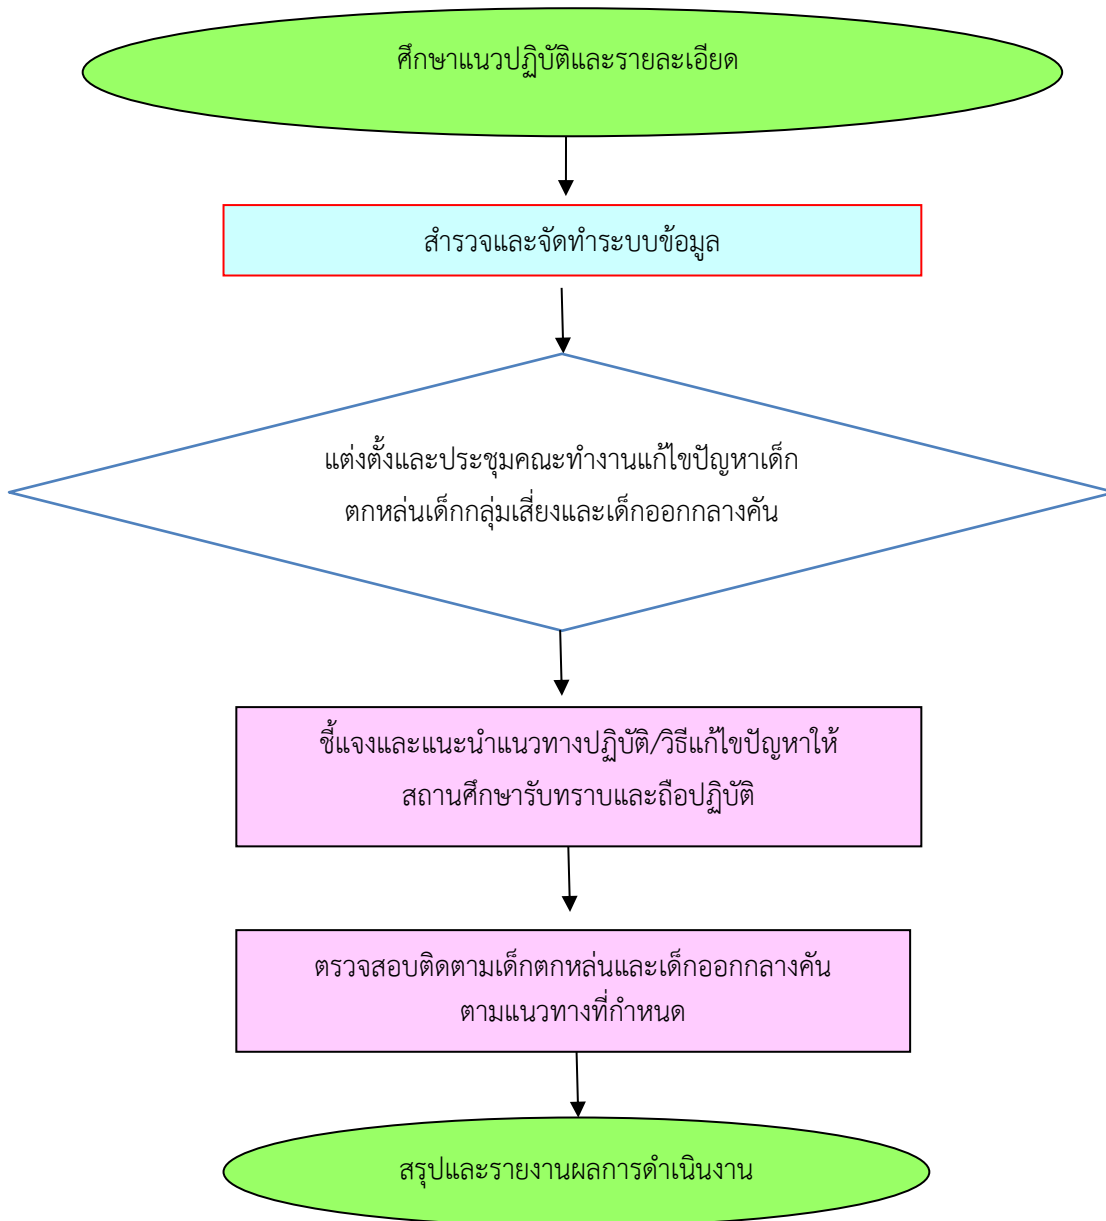 ศึกษาแนวปฏิบัติและรายละเอียด
สำรวจและจัดทำระบบข้อมูล
แต่งตั้งและประชุมคณะทำงานแก้ไขปัญหาเด็ก
ตกหล่นเด็กกลุ่มเสี่ยงและเด็กออกกลางคัน
ชี้แจงและแนะนำแนวทางปฏิบัติ/วิธีแก้ไขปัญหาให้
สถานศึกษารับทราบและถือปฏิบัติ
ตรวจสอบติดตามเด็กตกหล่นและเด็กออกกลางคัน
ตามแนวทางที่กำหนด
สรุปและรายงานผลการดำเนินงาน